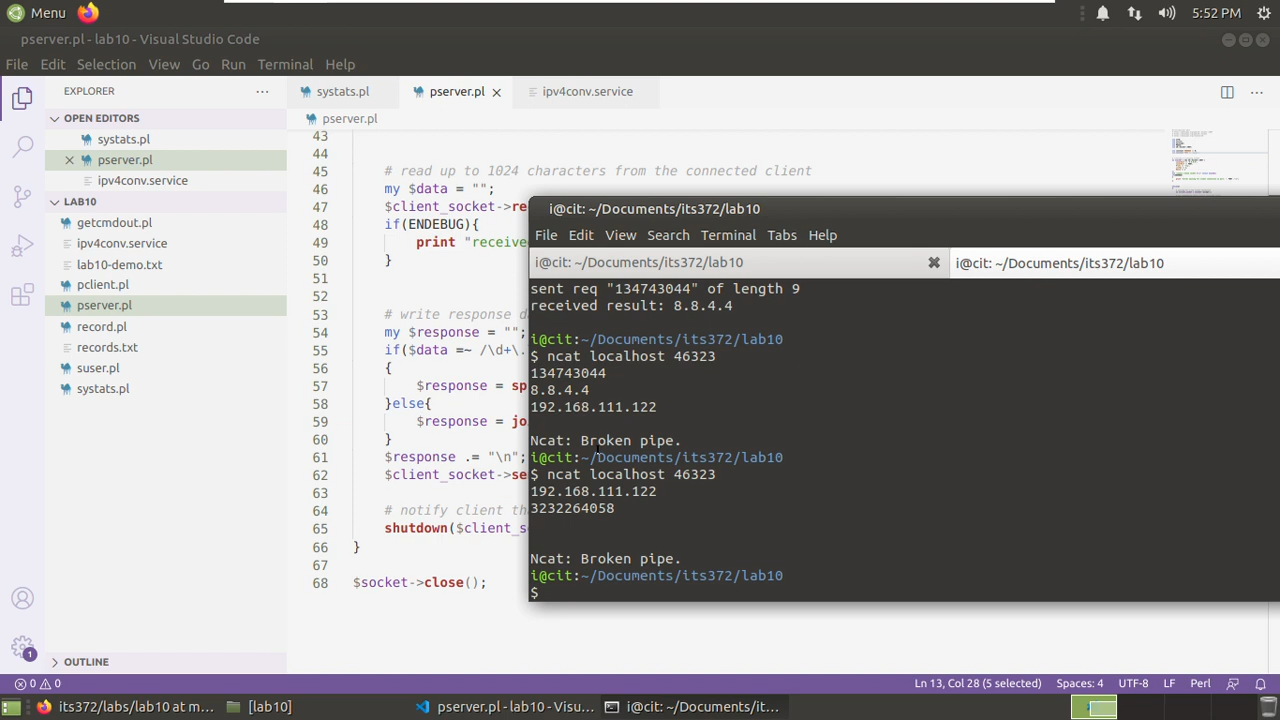 Menu
5:52 PM
pserver.pl - lab10 - Visual Studio Code
File Edit Selection View Go Run Terminal Help
EXPLORER
OPEN EDITORS
systats.pl
pserver.pl
ipv4conv.service
LAB10
getcmdout.pl
ipv4conv.service
lab10-demo.txt
pclient.pl
pserver.pl
record.pl
records.txt
suser.pl
systats.pl
OUTLINE
systats.pl pserver.pl ipv4conv.service
pserver.pl
43
44
45 # read up to 1024 characters from the connected client
46 my $data = "";
47 $client_socket->re
48 if(ENDEBUG){
49 print "receive
50 }
51
52
53 # write response d
54 my $response = "";
55 if($data =~ /\d+\.
56 {
57 $response = sp
58 }else{
59 $response = jo
60 }
61 $response .= "\n";
62 $client_socket->se
63
64 # notify client th
65 shutdown($client_s
66 }
67
68 $socket->close();
i@cit: ~/Documents/its372/lab10
File Edit View Search Terminal Tabs Help
i@cit: ~/Documents/its372/lab10 i@cit: ~/Documents/its372/lab10
sent req "134743044" of length 9
received result: 8.8.4.4
i@cit:~/Documents/its372/lab10
$ ncat localhost 46323
134743044
8.8.4.4
192.168.111.122
Ncat: Broken pipe.
i@cit:~/Documents/its372/lab10
$ ncat localhost 46323
192.168.111.122
3232264058
Ncat: Broken pipe.
i@cit:~/Documents/its372/lab10
$
1
0 0 Ln 13, Col 28 (5 selected) Spaces: 4 UTF-8 LF Perl
its372/labs/lab10 at m... [lab10] pserver.pl - lab10 - Visual Stu... i@cit: ~/Documents/it...